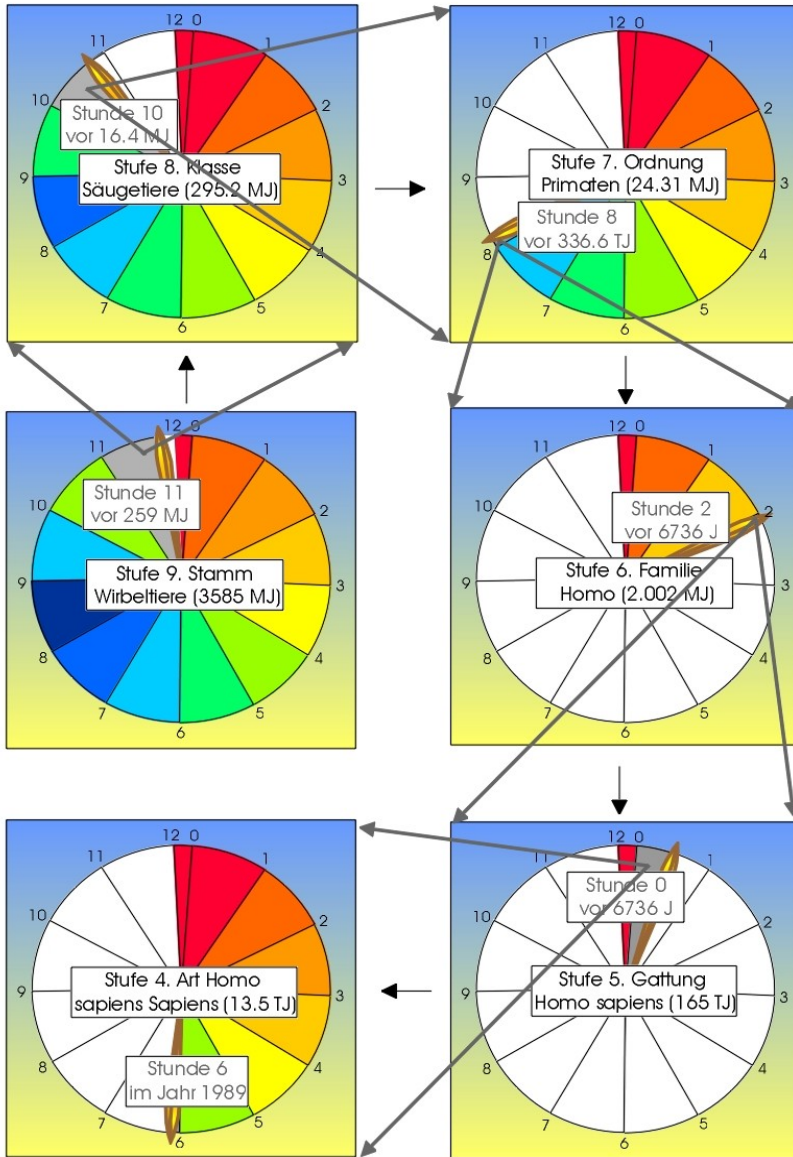 12 0
11 1
10 2
Stunde 10
vor 16.4 MJ
Stufe 8. Klasse
9 3
Säugetiere (295.2 MJ)
8 4
7 5
6
12 0
11 1
10 2
Stufe 7. Ordnung
9 3
Primaten (24.31 MJ)
Stunde 8
vor 336.6 TJ
8 4
7 5
6
12 0
11 1
Stunde 11
vor 259 MJ
10 2
Stufe 9. Stamm
9 3
Wirbeltiere (3585 MJ)
8 4
7 5
6
12 0
11 1
Stunde 2
vor 6736 J
10 2
Stufe 6. Familie
9 3
Homo (2.002 MJ)
8 4
7 5
6
12 0
11 1
10 2
Stufe 4. Art Homo
9 3
sapiens Sapiens (13.5 TJ)
8 4
Stunde 6
im Jahr 1989
7 5
6
12 0
11 1
Stunde 0
vor 6736 J
10 2
Stufe 5. Gattung
9 3
Homo sapiens (165 TJ)
8 4
7 5
6